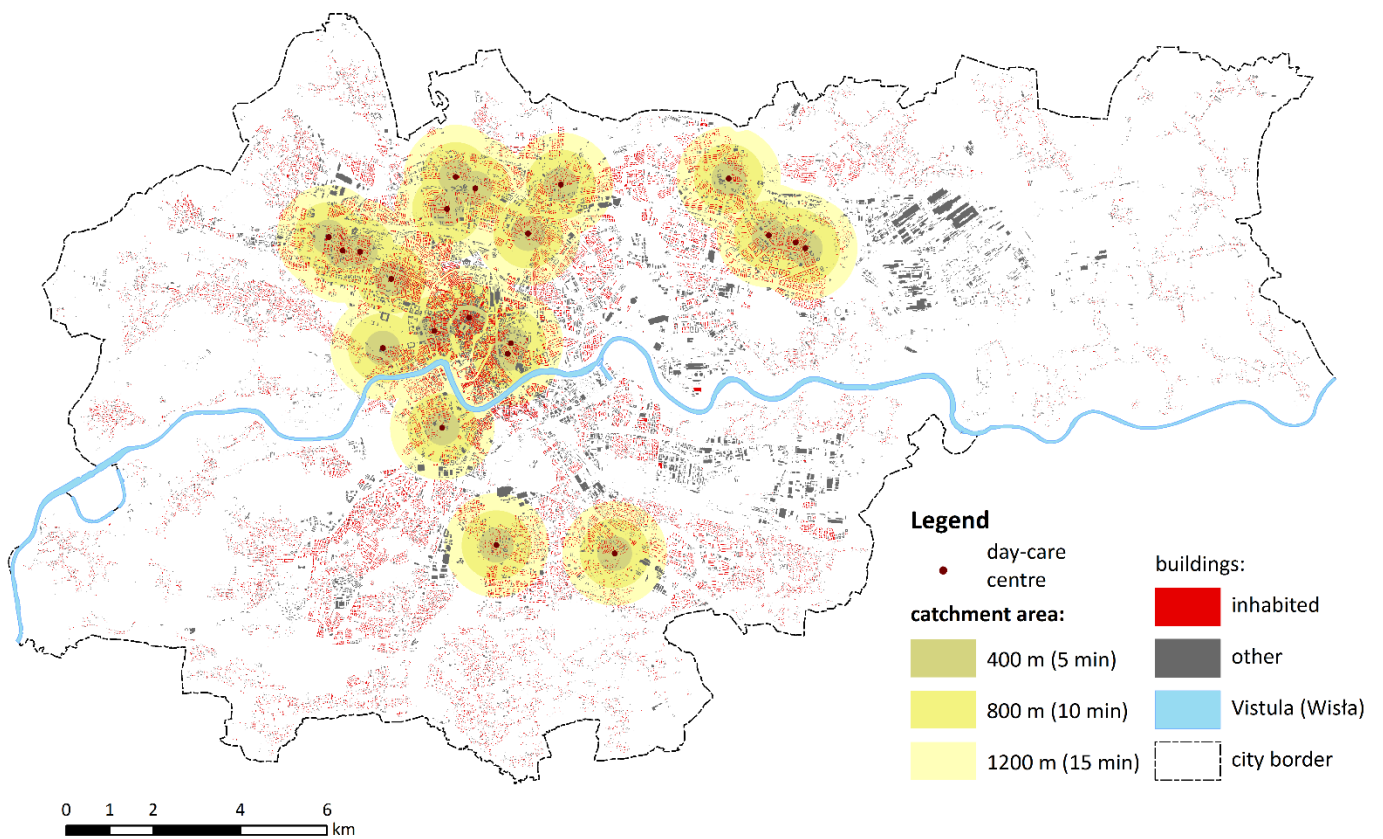 Legend
day-care
centre
catchment area:
400 m (5 min)
800 m (10 min)
1200 m (15 min)
buildings:
inhabited
other
Vistula (Wisła)
city border
0 1 2 4 6
km